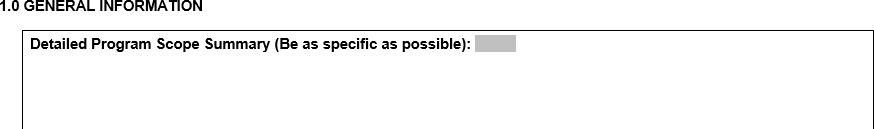 1.0 GENERAL INFORMATION
Detailed Program Scope Summary (Be as specific as possible):